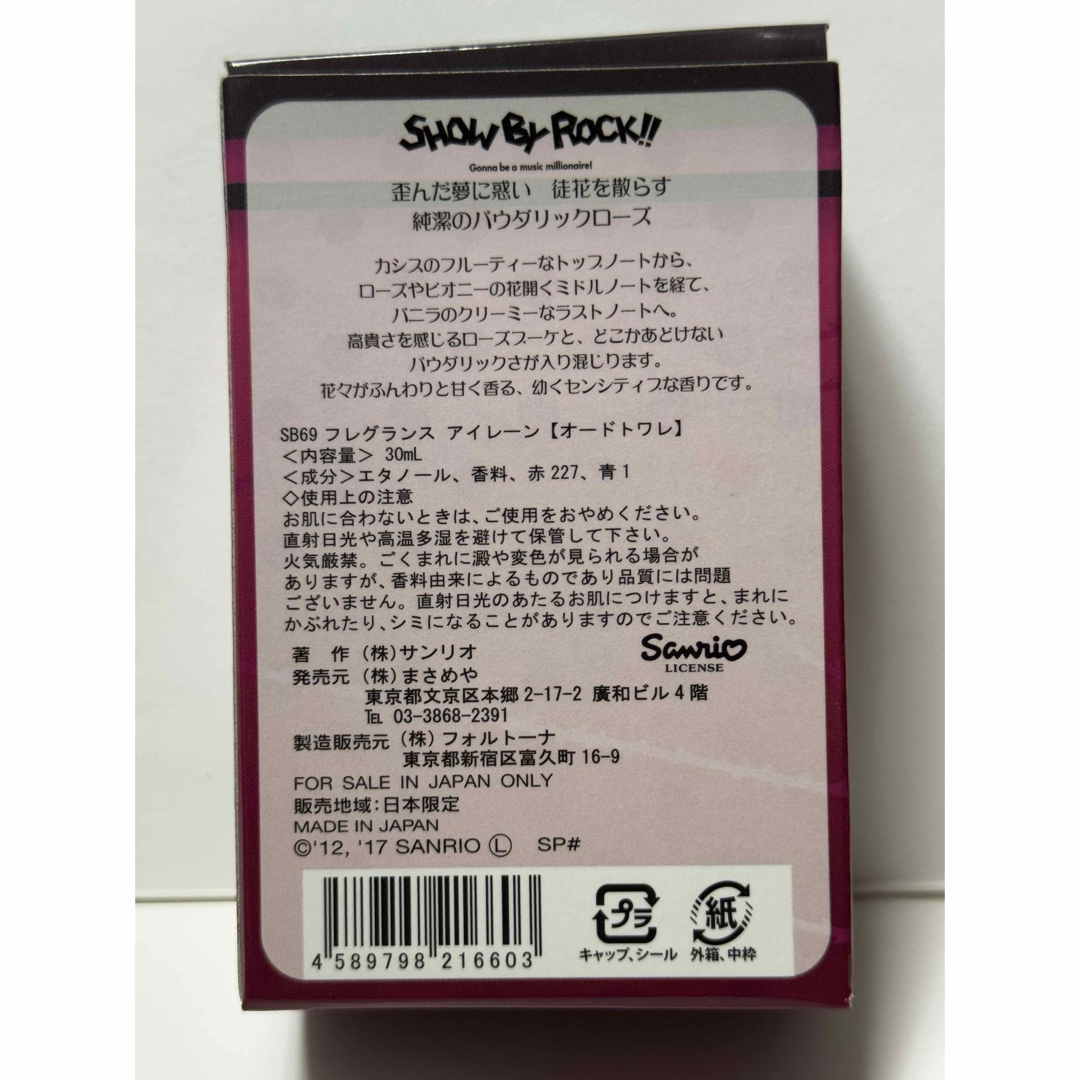 SHOW BY ROCK!!
Gonna be a music millionaire!
歪んだ夢に惑い　徒花を散らす
純潔のパウダリックローズ
カシスのフルーティーなトップノートから、
ローズやピオニーの花開くミドルノートを経て、
バニラのクリーミーなラストノートへ。
高貴さを感じるローズブーケと、どこかあどけない
パウダリックさが入り混じります。
花々がふんわりと甘く香る、幼くセンシティブな香りです。
SB69 フレグランス アイレーン【オードトワレ】
＜内容量＞ 30mL
＜成分＞エタノール、香料、赤227、青1
◇使用上の注意
お肌に合わないときは、ご使用をおやめください。
直射日光や高温多湿を避けて保管して下さい。
火気厳禁。ごくまれに澱や変色が見られる場合が
ありますが、香料由来によるものであり品質には問題
ございません。直射日光のあたるお肌につけますと、まれに
かぶれたり、シミになることがありますのでご注意ください。
著　作 （株）サンリオ
Sanrio
LICENSE
発売元 （株）まさめや
東京都文京区本郷2-17-2 廣和ビル4階
℡ 03-3868-2391
製造販売元 （株）フォルトーナ
東京都新宿区富久町16-9
FOR SALE IN JAPAN ONLY
販売地域：日本限定
MADE IN JAPAN
©'12, '17 SANRIO Ⓛ SP#
4 589798 216603
プラ
キャップ、シール
紙
外箱、中枠